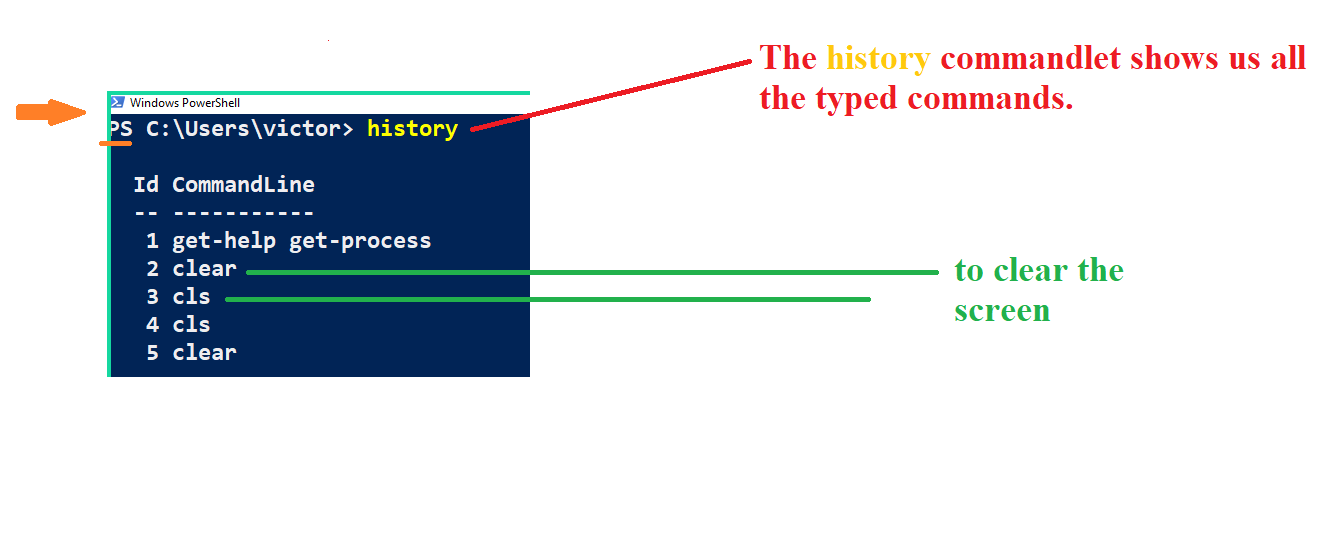 The history commandlet shows us all
the typed commands.
Windows PowerShell
PS C:\Users\victor> history
Id CommandLine
-- -----------
1 get-help get-process
2 clear
3 cls
4 cls
5 clear
to clear the
screen